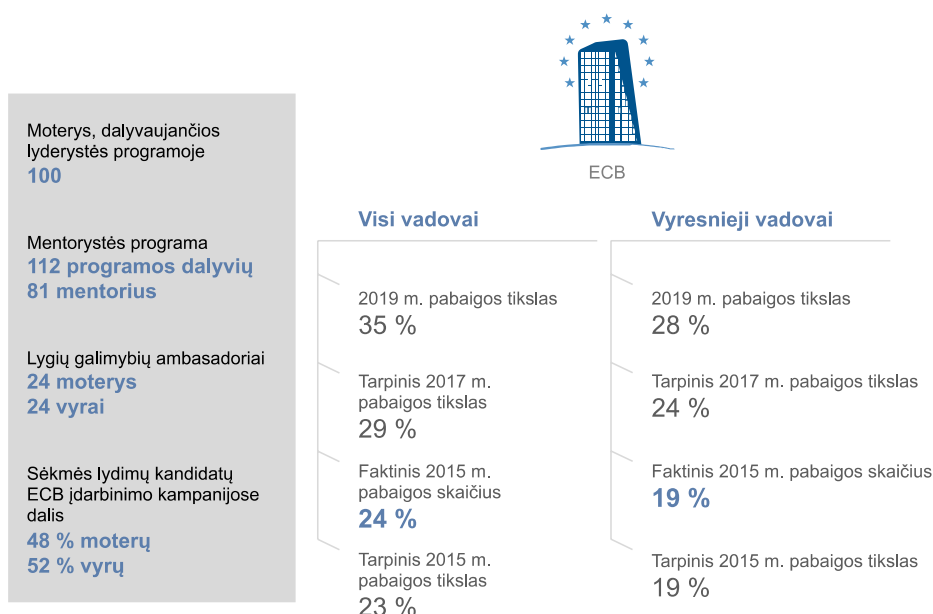 ECB
Moterys, dalyvaujančios
lyderystės programoje
100
Mentorystės programa
112 programos dalyvių
81 mentorius
Lygių galimybių ambasadoriai
24 moterys
24 vyrai
Sėkmės lydimų kandidatų
ECB įdarbinimo kampanijose
dalis
48 % moterų
52 % vyrų
Visi vadovai
2019 m. pabaigos tikslas
35 %
Tarpinis 2017 m.
pabaigos tikslas
29 %
Faktinis 2015 m.
pabaigos skaičius
24 %
Tarpinis 2015 m.
pabaigos tikslas
23 %
Vyresnieji vadovai
2019 m. pabaigos tikslas
28 %
Tarpinis 2017 m. pabaigos tikslas
24 %
Faktinis 2015 m. pabaigos skaičius
19 %
Tarpinis 2015 m. pabaigos tikslas
19 %